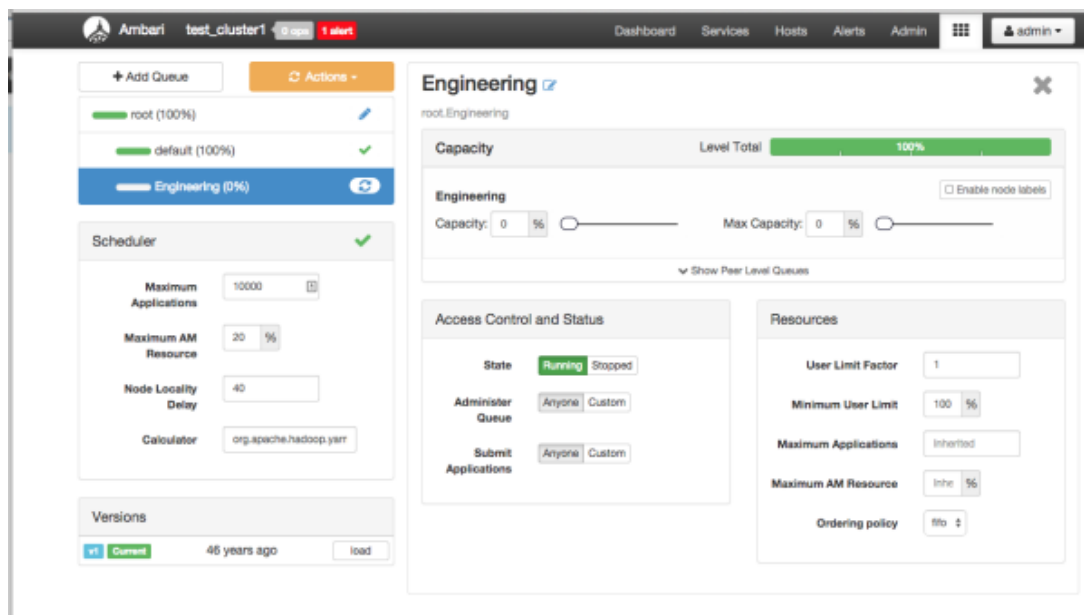 Ambari test_cluster1 0 ops 1 alert Dashboard Services Hosts Alerts Admin admin
+ Add Queue Actions
root (100%)
default (100%)
Engineering (0%)
Scheduler
Maximum Applications 10000
Maximum AM Resource 20 %
Node Locality Delay 40
Calculator org.apache.hadoop.yarr
Versions
v1 Current 46 years ago load
Engineering
root.Engineering
Capacity Level Total 100%
Engineering Enable node labels
Capacity: 0 % Max Capacity: 0 %
Show Peer Level Queues
Access Control and Status
State Running Stopped
Administer Queue Anyone Custom
Submit Applications Anyone Custom
Resources
User Limit Factor 1
Minimum User Limit 100 %
Maximum Applications Inherited
Maximum AM Resource Inhe %
Ordering policy fifo